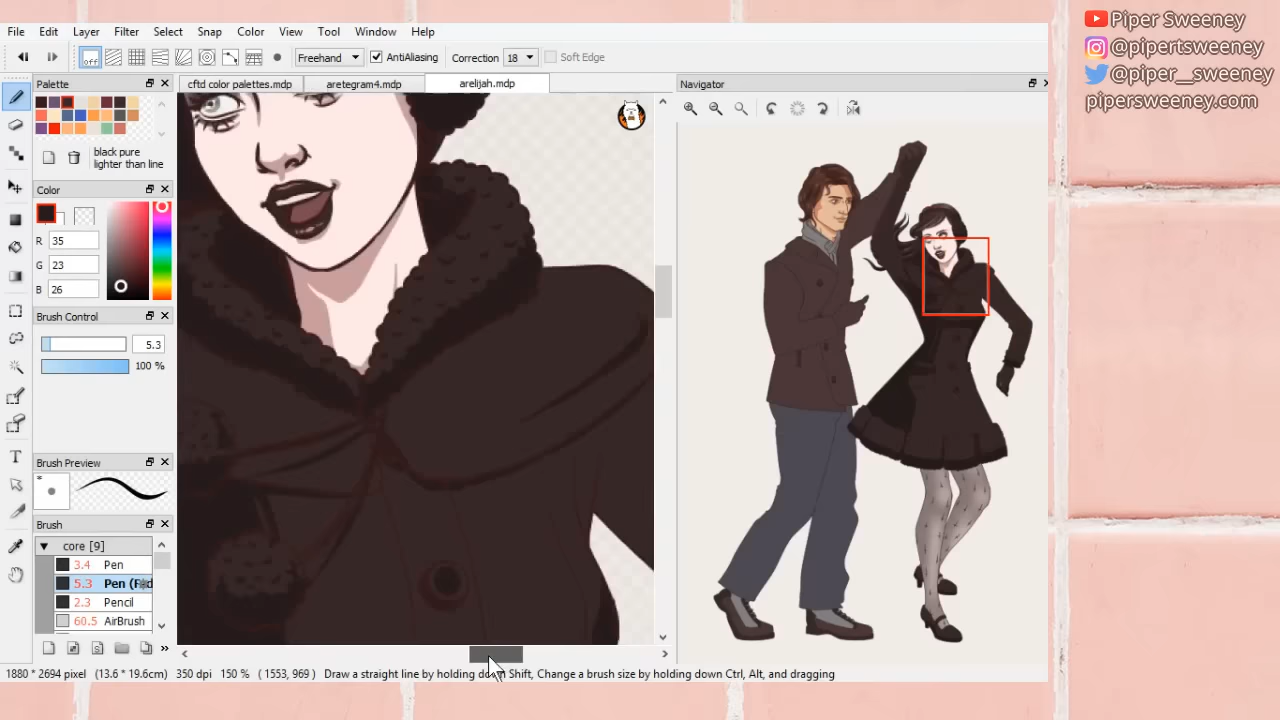 File Edit Layer Filter Select Snap Color View Tool Window Help
off Freehand AntiAliasing Correction 18 Soft Edge
Palette
cftd color palettes.mdp aretegram4.mdp arelijah.mdp
Navigator
black pure
lighter than line
Color
R 35
G 23
B 26
Brush Control
5.3
100 %
Brush Preview
*
Brush
core [9]
3.4 Pen
5.3 Pen (
2.3 Pencil
60.5 AirBrush
1880 * 2694 pixel (13.6 * 19.6cm) 350 dpi 150 % ( 1553, 969 ) Draw a straight line by holding down Shift, Change a brush size by holding down Ctrl, Alt, and dragging
Piper Sweeney
@pipertsweeney
@piper__sweeney
pipersweeney.com